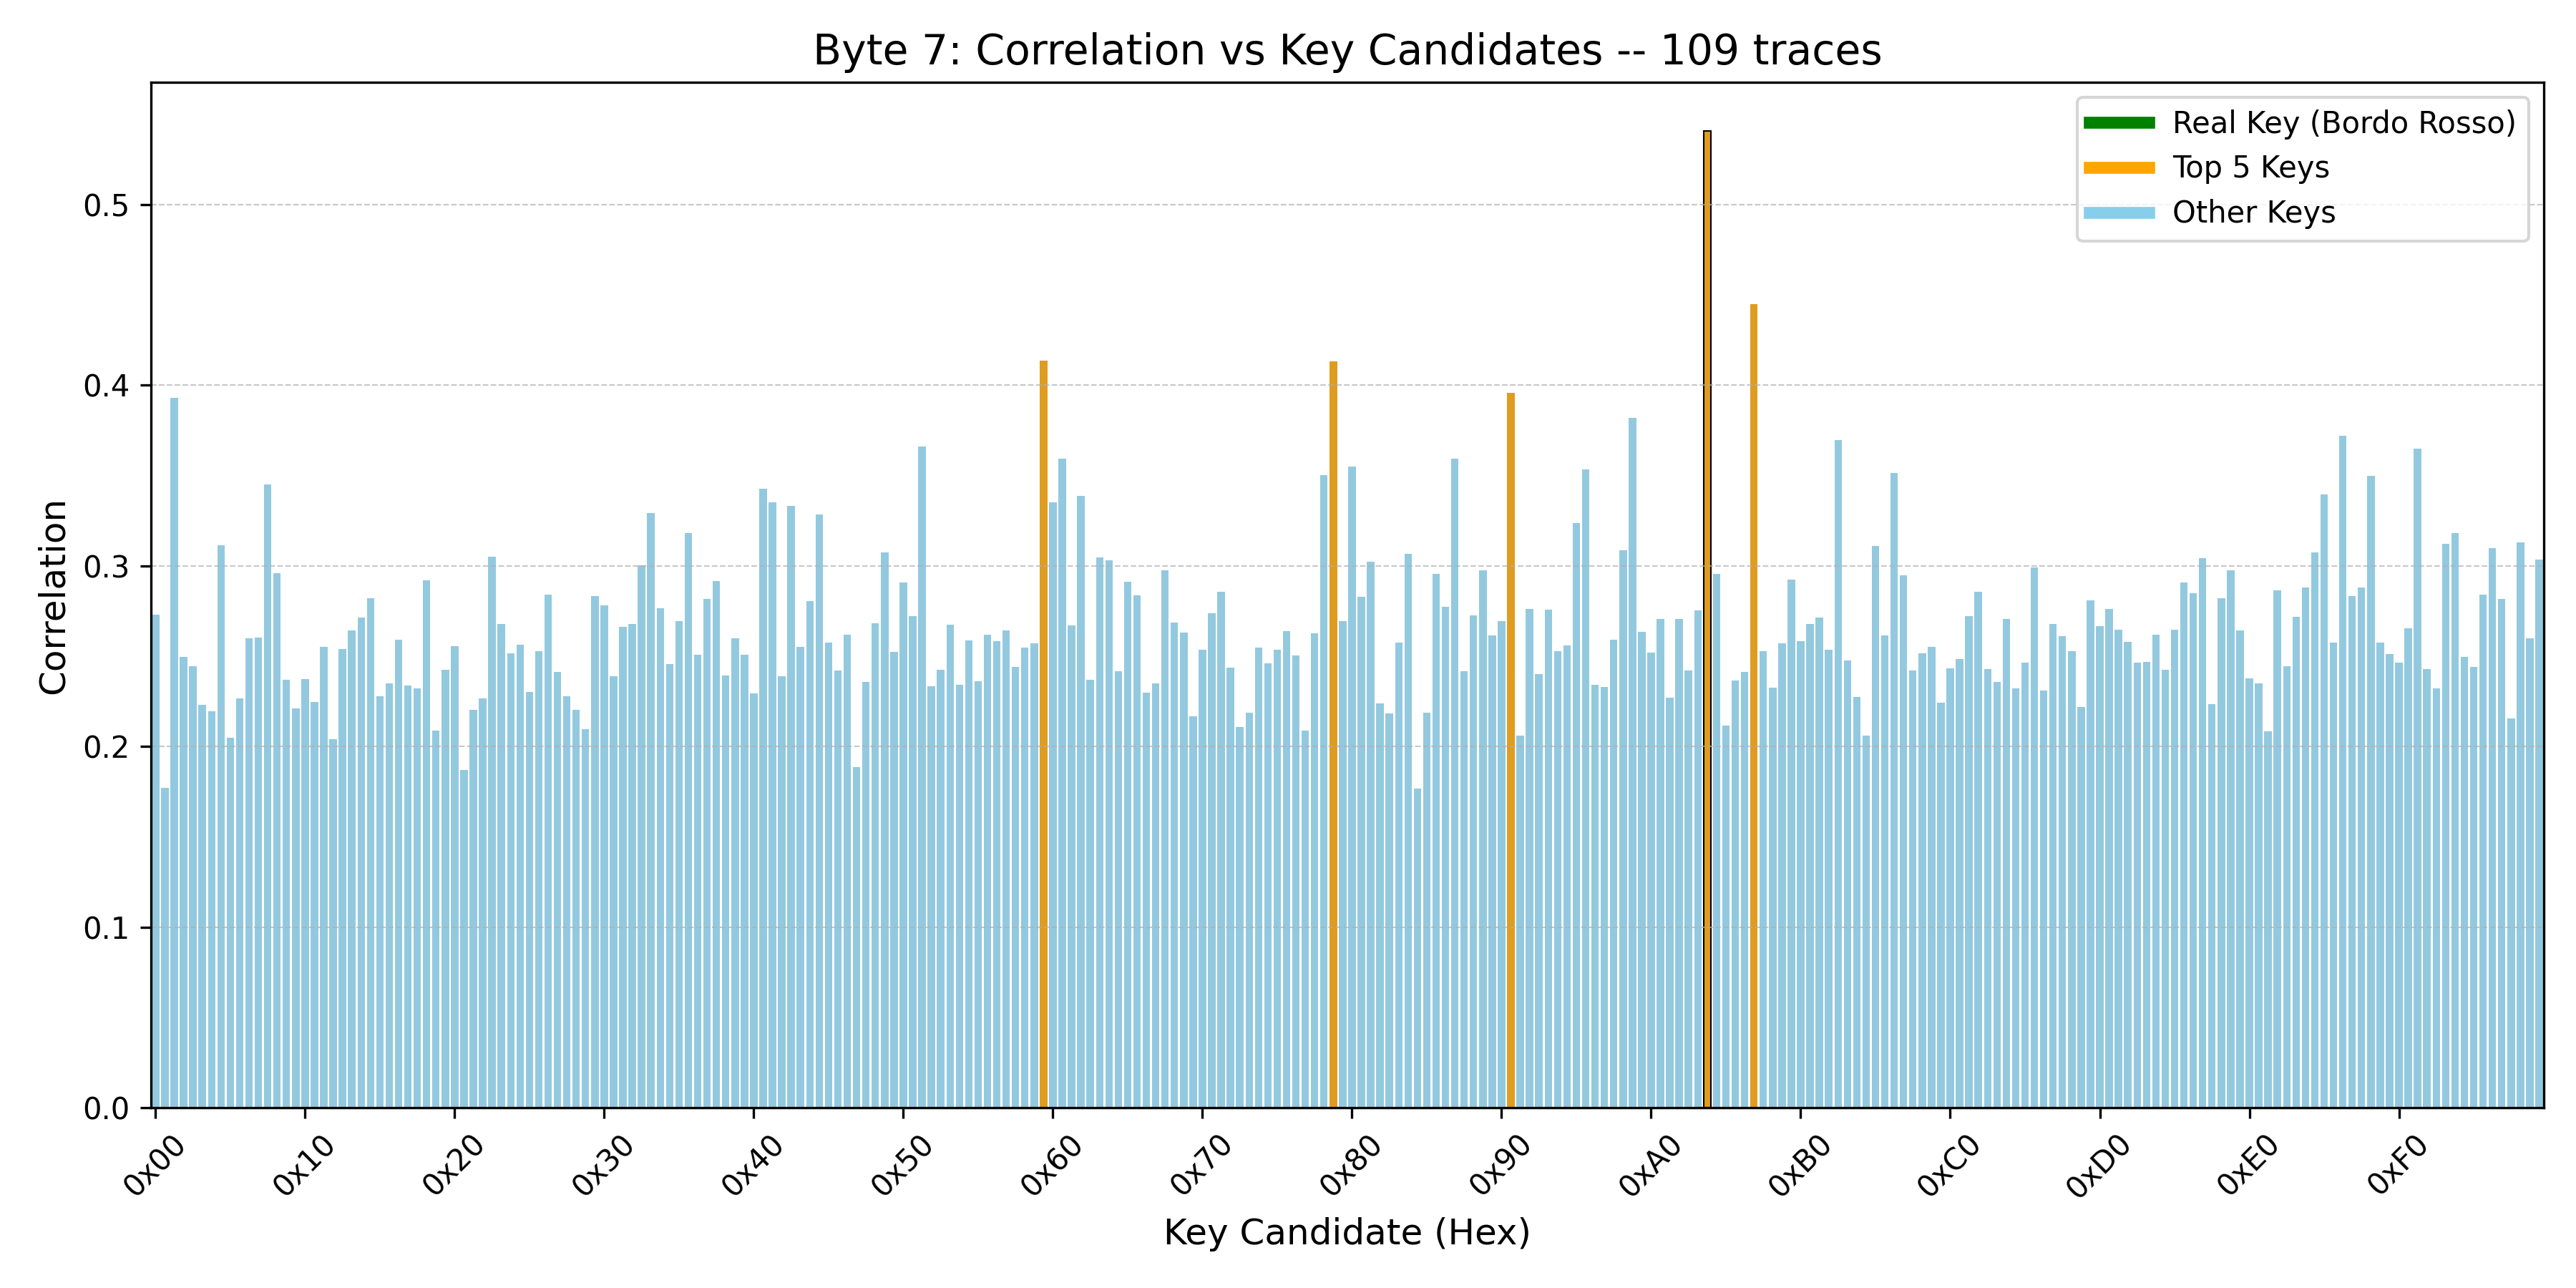 Byte 7: Correlation vs Key Candidates -- 109 traces
Real Key (Bordo Rosso)
Top 5 Keys
Other Keys
Correlation
0.5
0.4
0.3
0.2
0.1
0.0
0x00 0x10 0x20 0x30 0x40 0x50 0x60 0x70 0x80 0x90 0xA0 0xB0 0xC0 0xD0 0xE0 0xF0
Key Candidate (Hex)